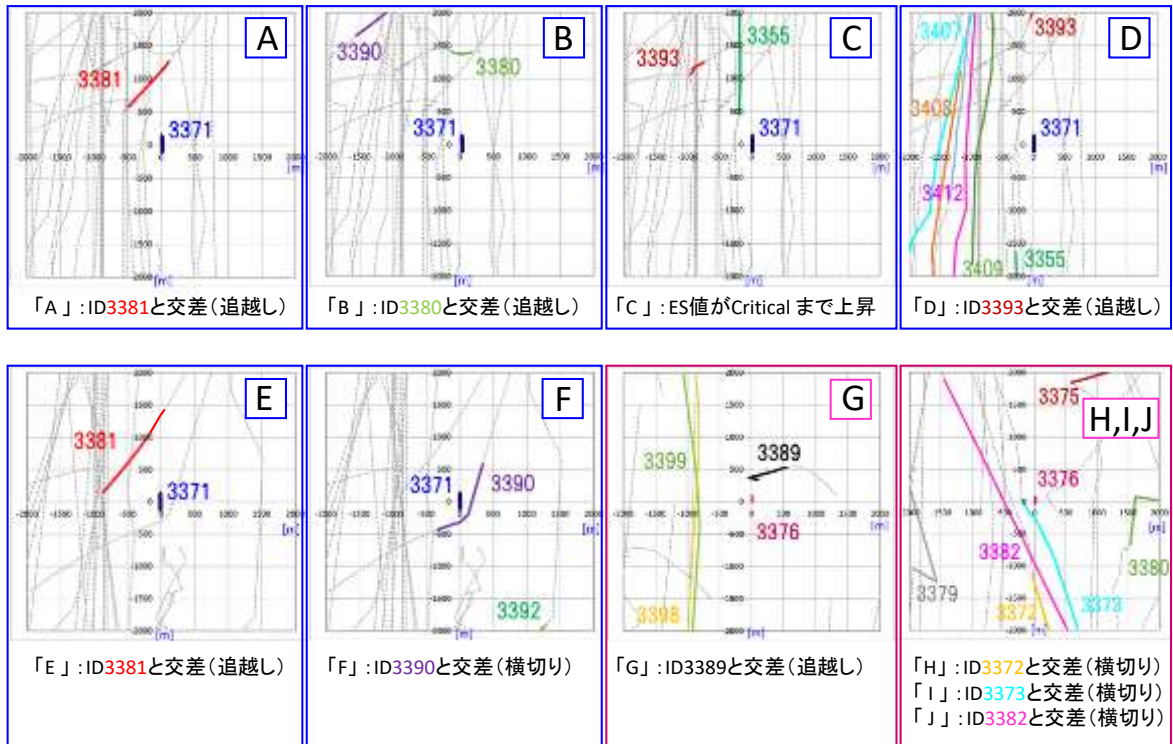 A
3381
3371
「A 」:ID3381と交差(追越し)
B
3390
3380
3371
「B 」:ID3380と交差(追越し)
C
3355
3393
3371
「C 」:ES値がCritical まで上昇
D
3407
3393
3408
3371
3412
3409
3355
「D」:ID3393と交差(追越し)
E
3381
3371
「E 」:ID3381と交差(追越し)
F
3371
3390
3392
「F」:ID3390と交差(横切り)
G
3399
3389
3376
3398
「G」:ID3389と交差(追越し)
H,I,J
3375
3376
3382
3380
3379
3372
3373
「H」:ID3372と交差(横切り)
「I 」:ID3373と交差(横切り)
「J 」:ID3382と交差(横切り)